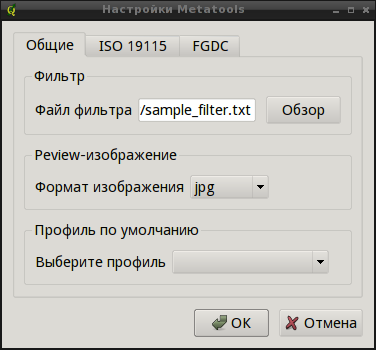 Настройки Metatools
Общие ISO 19115 FGDC
Фильтр
Файл фильтра /sample_filter.txt Обзор
Peview-изображение
Формат изображения jpg
Профиль по умолчанию
Выберите профиль
ОК Отмена